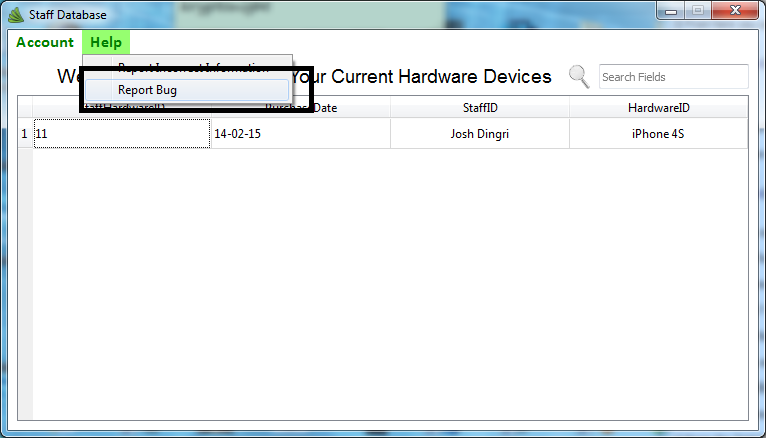 Staff Database
Account Help
Report Incorrect Information
Report Bug
We Your Current Hardware Devices
Search Fields
StaffHardwareID PurchaseDate StaffID HardwareID
1 11 14-02-15 Josh Dingri iPhone 4S